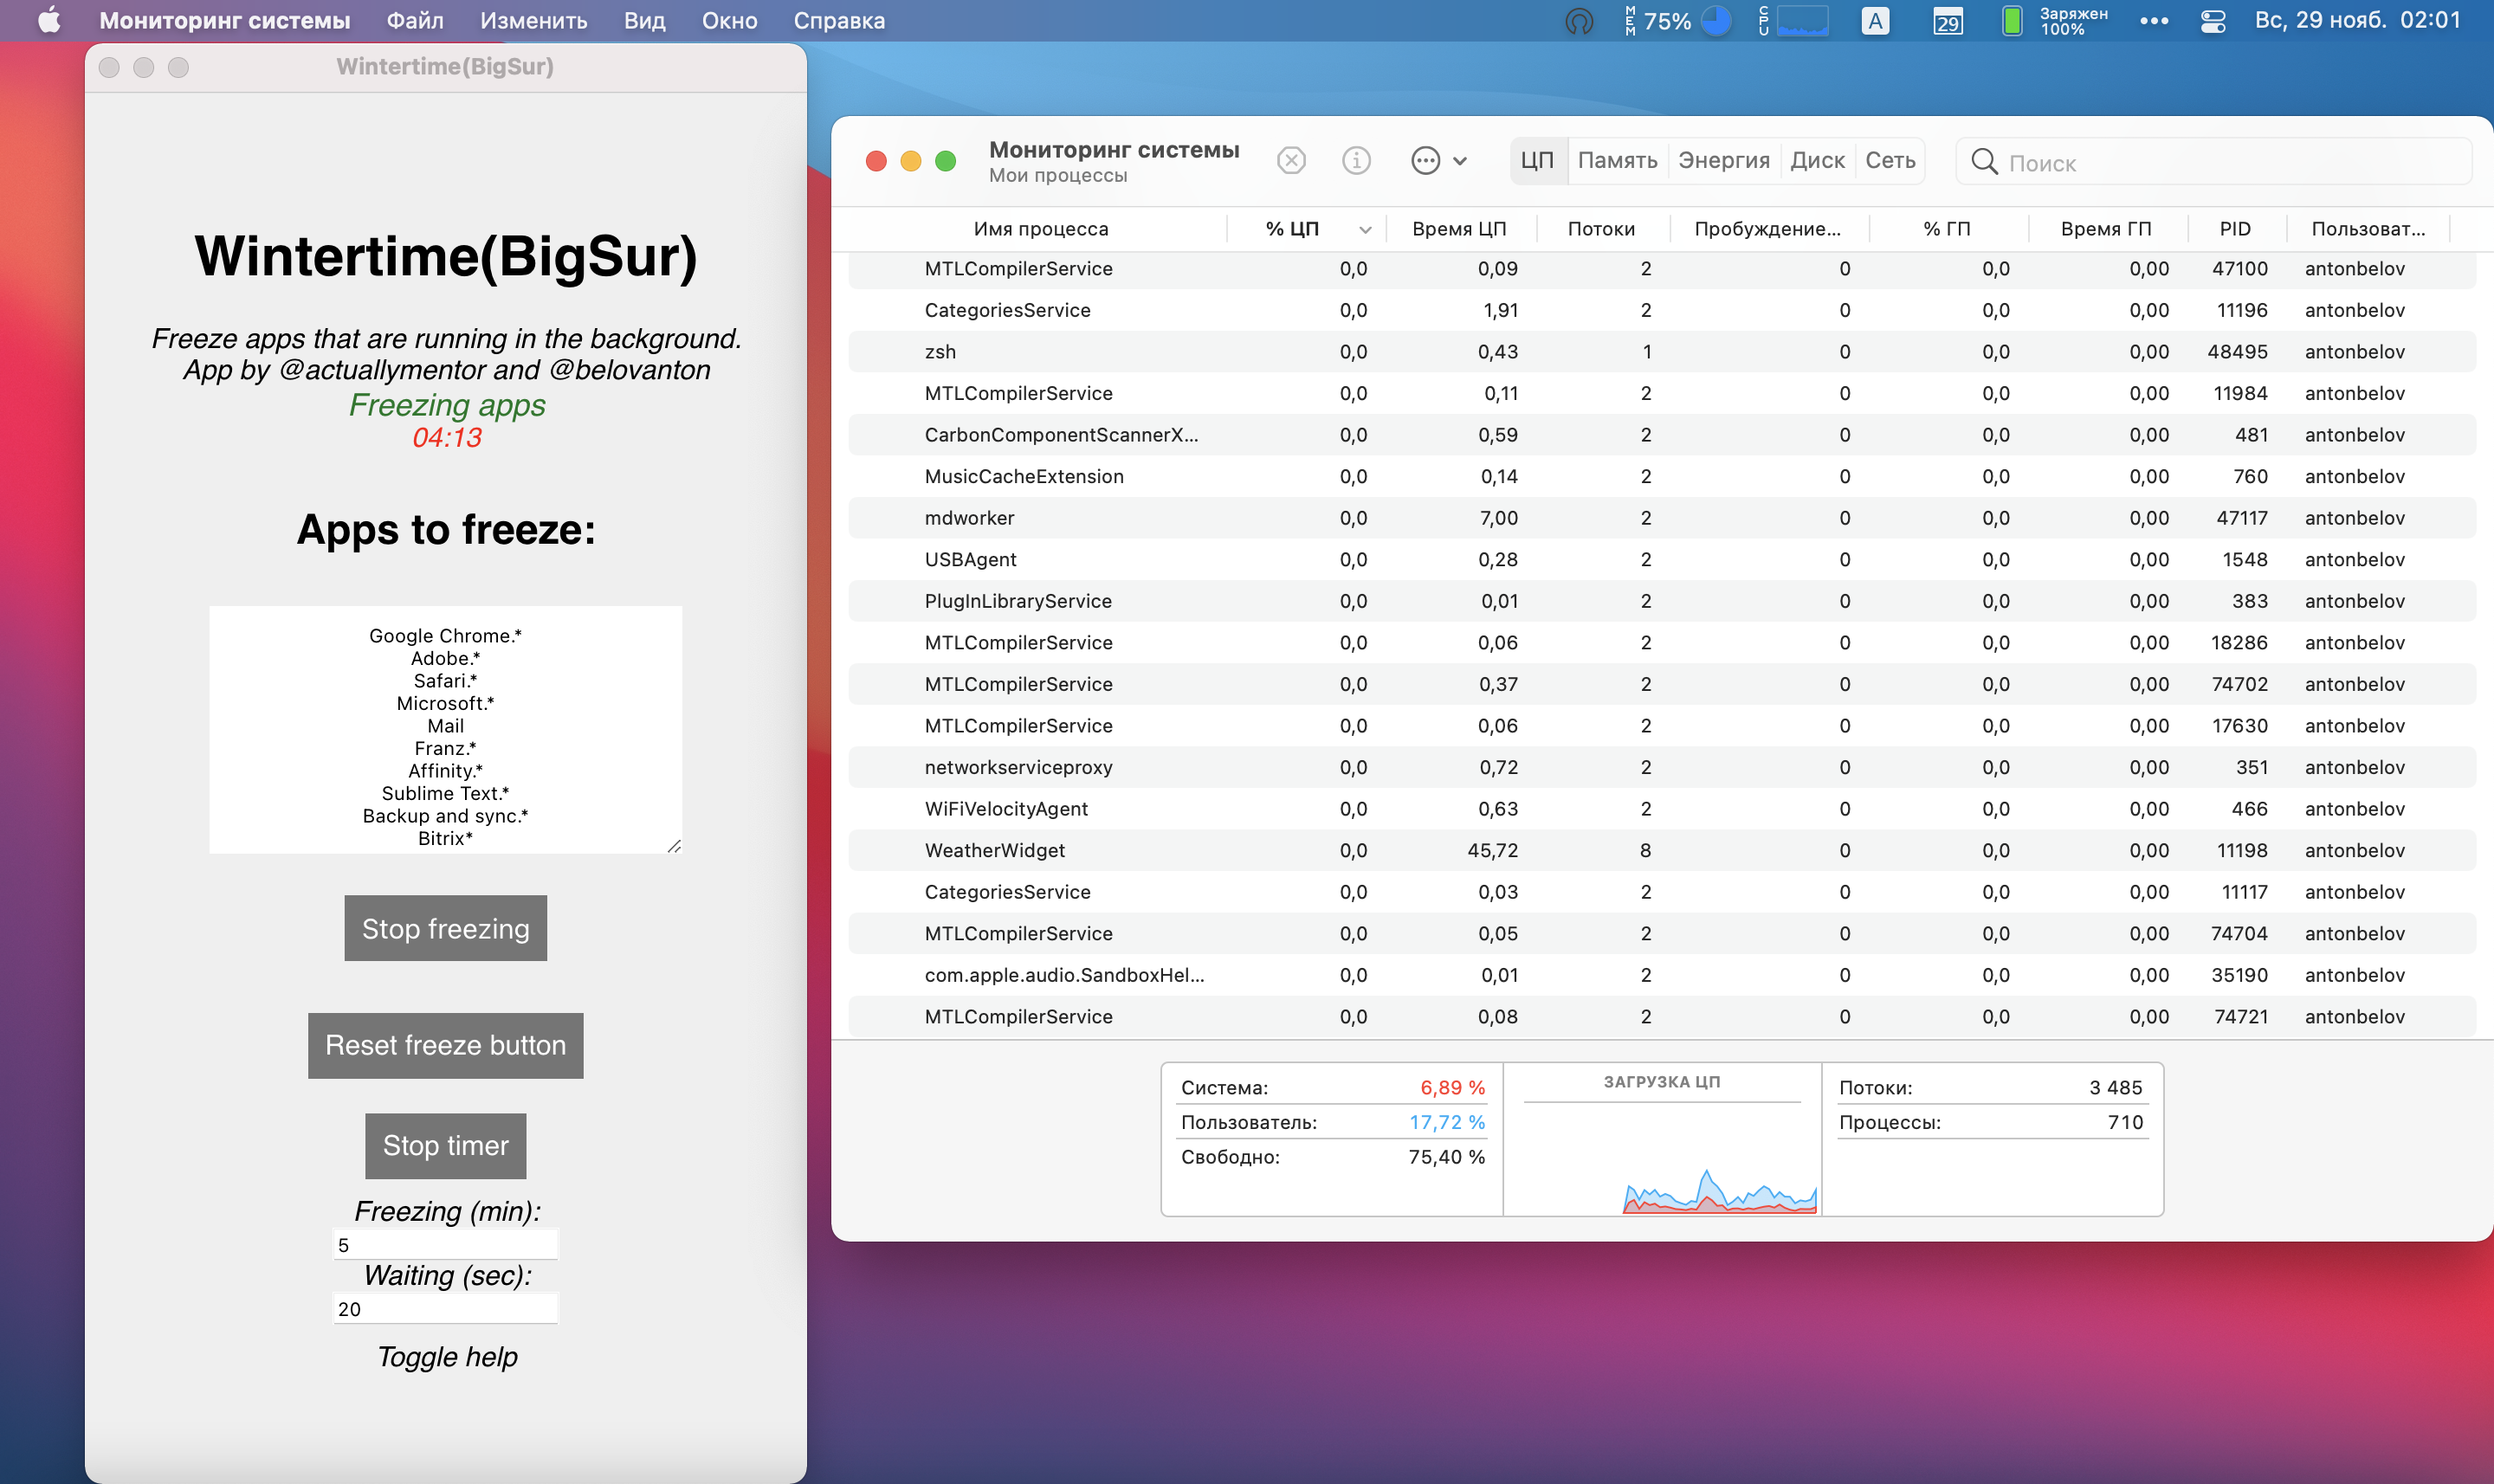 Мониторинг системы Файл Изменить Вид Окно Справка
MEM 75% CPU A 29 Заряжен 100% ••• Вс, 29 нояб. 02:01
Wintertime(BigSur)
Wintertime(BigSur)
Freeze apps that are running in the background.
App by @actuallymentor and @belovanton
Freezing apps
04:13
Apps to freeze:
Google Chrome.*
Adobe.*
Safari.*
Microsoft.*
Mail
Franz.*
Affinity.*
Sublime Text.*
Backup and sync.*
Bitrix*
Stop freezing
Reset freeze button
Stop timer
Freezing (min):
5
Waiting (sec):
20
Toggle help
Мониторинг системы
Мои процессы
ЦП Память Энергия Диск Сеть Поиск
Имя процесса % ЦП Время ЦП Потоки Пробуждение... % ГП Время ГП PID Пользоват...
MTLCompilerService 0,0 0,09 2 0 0,0 0,00 47100 antonbelov
CategoriesService 0,0 1,91 2 0 0,0 0,00 11196 antonbelov
zsh 0,0 0,43 1 0 0,0 0,00 48495 antonbelov
MTLCompilerService 0,0 0,11 2 0 0,0 0,00 11984 antonbelov
CarbonComponentScannerX... 0,0 0,59 2 0 0,0 0,00 481 antonbelov
MusicCacheExtension 0,0 0,14 2 0 0,0 0,00 760 antonbelov
mdworker 0,0 7,00 2 0 0,0 0,00 47117 antonbelov
USBAgent 0,0 0,28 2 0 0,0 0,00 1548 antonbelov
PlugInLibraryService 0,0 0,01 2 0 0,0 0,00 383 antonbelov
MTLCompilerService 0,0 0,06 2 0 0,0 0,00 18286 antonbelov
MTLCompilerService 0,0 0,37 2 0 0,0 0,00 74702 antonbelov
MTLCompilerService 0,0 0,06 2 0 0,0 0,00 17630 antonbelov
networkserviceproxy 0,0 0,72 2 0 0,0 0,00 351 antonbelov
WiFiVelocityAgent 0,0 0,63 2 0 0,0 0,00 466 antonbelov
WeatherWidget 0,0 45,72 8 0 0,0 0,00 11198 antonbelov
CategoriesService 0,0 0,03 2 0 0,0 0,00 11117 antonbelov
MTLCompilerService 0,0 0,05 2 0 0,0 0,00 74704 antonbelov
com.apple.audio.SandboxHel... 0,0 0,01 2 0 0,0 0,00 35190 antonbelov
MTLCompilerService 0,0 0,08 2 0 0,0 0,00 74721 antonbelov
Система: 6,89 %
Пользователь: 17,72 %
Свободно: 75,40 %
ЗАГРУЗКА ЦП
Потоки: 3 485
Процессы: 710